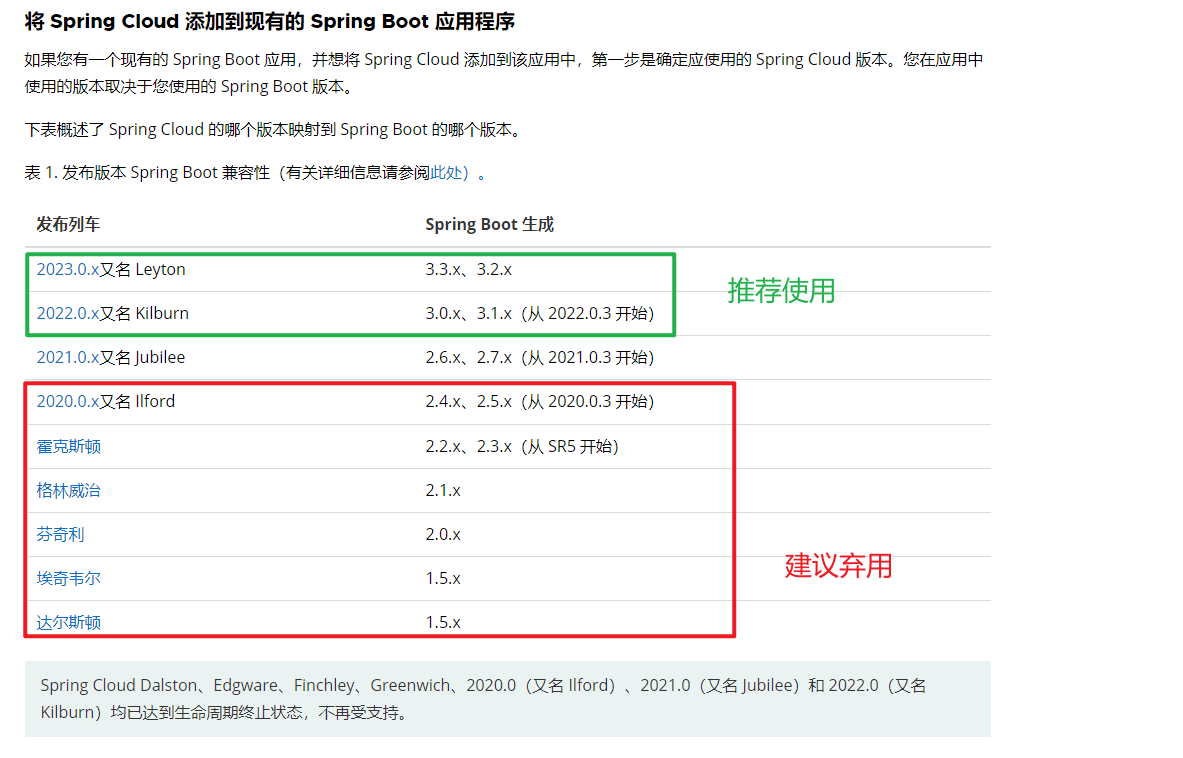 将 Spring Cloud 添加到现有的 Spring Boot 应用程序
如果您有一个现有的 Spring Boot 应用，并想将 Spring Cloud 添加到该应用中，第一步是确定应使用的 Spring Cloud 版本。您在应用中
使用的版本取决于您使用的 Spring Boot 版本。
下表概述了 Spring Cloud 的哪个版本映射到 Spring Boot 的哪个版本。
表 1. 发布版本 Spring Boot 兼容性（有关详细信息请参阅此处）。
发布列车 Spring Boot 生成
2023.0.x又名 Leyton 3.3.x、3.2.x
推荐使用
2022.0.x又名 Kilburn 3.0.x、3.1.x（从 2022.0.3 开始）
2021.0.x又名 Jubilee 2.6.x、2.7.x（从 2021.0.3 开始）
2020.0.x又名 Ilford 2.4.x、2.5.x（从 2020.0.3 开始）
霍克斯顿 2.2.x、2.3.x（从 SR5 开始）
格林威治 2.1.x
芬奇利 2.0.x
建议弃用
埃奇韦尔 1.5.x
达尔斯顿 1.5.x
Spring Cloud Dalston、Edgware、Finchley、Greenwich、2020.0（又名 Ilford）、2021.0（又名 Jubilee）和 2022.0（又名
Kilburn）均已达到生命周期终止状态，不再受支持。